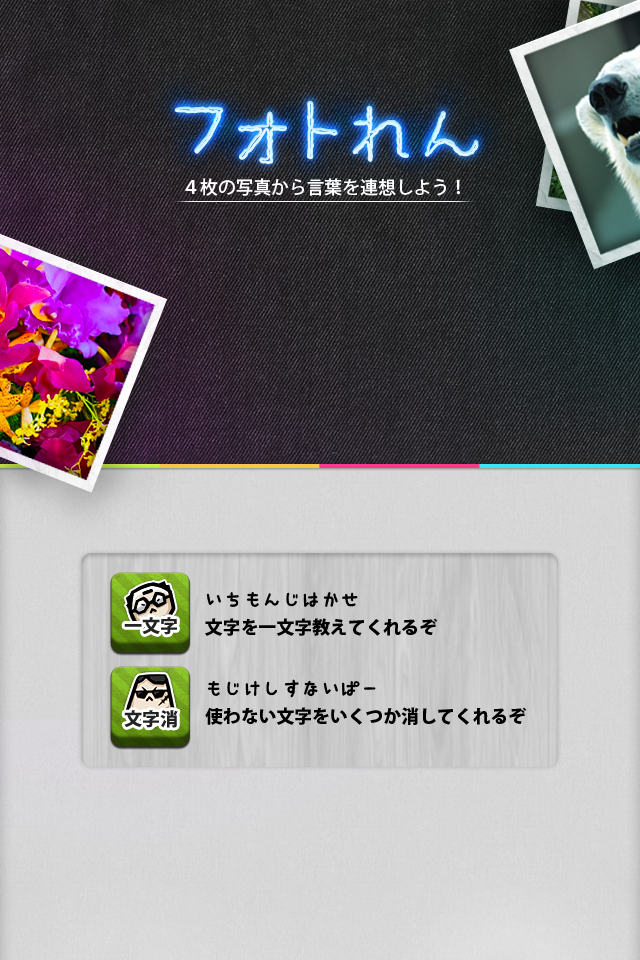 フォトれん
４枚の写真から言葉を連想しよう！
一文字
いちもんじはかせ
文字を一文字教えてくれるぞ
文字消
もじけしすないぱー
使わない文字をいくつか消してくれるぞ